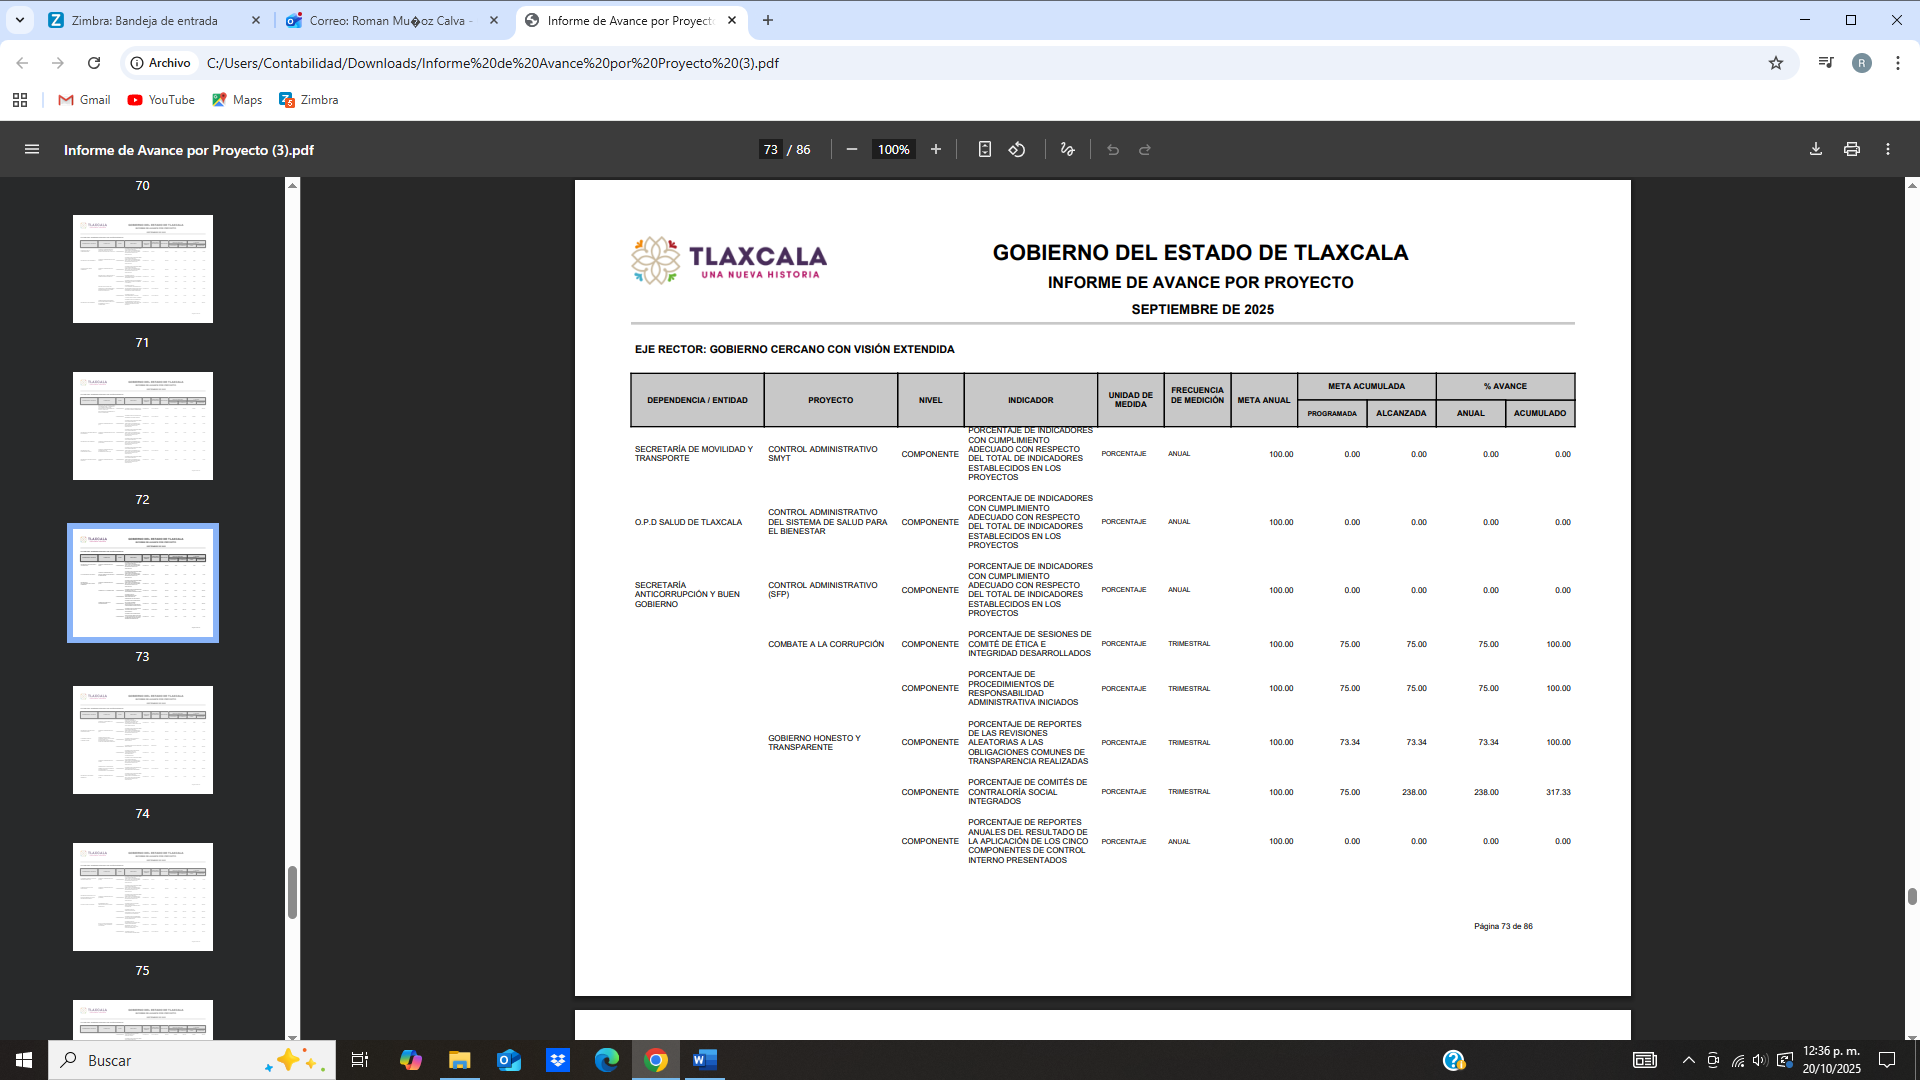 Zimbra: Bandeja de entrada
Correo: Roman Mu�oz Calva -
Informe de Avance por Proyecto
Archivo
C:/Users/Contabilidad/Downloads/Informe%20de%20Avance%20por%20Proyecto%20(3).pdf
R
Gmail
YouTube
Maps
Zimbra
Informe de Avance por Proyecto (3).pdf
73 / 86
100%
70
71
72
73
74
75
TLAXCALA
UNA NUEVA HISTORIA
GOBIERNO DEL ESTADO DE TLAXCALA
INFORME DE AVANCE POR PROYECTO
SEPTIEMBRE DE 2025
EJE RECTOR: GOBIERNO CERCANO CON VISIÓN EXTENDIDA
DEPENDENCIA / ENTIDAD
PROYECTO
NIVEL
INDICADOR
UNIDAD DE
MEDIDA
FRECUENCIA
DE MEDICIÓN
META ANUAL
META ACUMULADA
PROGRAMADA
ALCANZADA
% AVANCE
ANUAL
ACUMULADO
SECRETARÍA DE MOVILIDAD Y
TRANSPORTE
CONTROL ADMINISTRATIVO
SMYT
COMPONENTE
PORCENTAJE DE INDICADORES
CON CUMPLIMIENTO
ADECUADO CON RESPECTO
DEL TOTAL DE INDICADORES
ESTABLECIDOS EN LOS
PROYECTOS
PORCENTAJE
ANUAL
100.00
0.00
0.00
0.00
0.00
O.P.D SALUD DE TLAXCALA
CONTROL ADMINISTRATIVO
DEL SISTEMA DE SALUD PARA
EL BIENESTAR
COMPONENTE
PORCENTAJE DE INDICADORES
CON CUMPLIMIENTO
ADECUADO CON RESPECTO
DEL TOTAL DE INDICADORES
ESTABLECIDOS EN LOS
PROYECTOS
PORCENTAJE
ANUAL
100.00
0.00
0.00
0.00
0.00
SECRETARÍA
ANTICORRUPCIÓN Y BUEN
GOBIERNO
CONTROL ADMINISTRATIVO
(SFP)
COMPONENTE
PORCENTAJE DE INDICADORES
CON CUMPLIMIENTO
ADECUADO CON RESPECTO
DEL TOTAL DE INDICADORES
ESTABLECIDOS EN LOS
PROYECTOS
PORCENTAJE
ANUAL
100.00
0.00
0.00
0.00
0.00
COMBATE A LA CORRUPCIÓN
COMPONENTE
PORCENTAJE DE SESIONES DE
COMITÉ DE ÉTICA E
INTEGRIDAD DESARROLLADOS
PORCENTAJE
TRIMESTRAL
100.00
75.00
75.00
75.00
100.00
COMPONENTE
PORCENTAJE DE
PROCEDIMIENTOS DE
RESPONSABILIDAD
ADMINISTRATIVA INICIADOS
PORCENTAJE
TRIMESTRAL
100.00
75.00
75.00
75.00
100.00
GOBIERNO HONESTO Y
TRANSPARENTE
COMPONENTE
PORCENTAJE DE REPORTES
DE LAS REVISIONES
ALEATORIAS A LAS
OBLIGACIONES COMUNES DE
TRANSPARENCIA REALIZADAS
PORCENTAJE
TRIMESTRAL
100.00
73.34
73.34
73.34
100.00
COMPONENTE
PORCENTAJE DE COMITÉS DE
CONTRALORÍA SOCIAL
INTEGRADOS
PORCENTAJE
TRIMESTRAL
100.00
75.00
238.00
238.00
317.33
COMPONENTE
PORCENTAJE DE REPORTES
ANUALES DEL RESULTADO DE
LA APLICACIÓN DE LOS CINCO
COMPONENTES DE CONTROL
INTERNO PRESENTADOS
PORCENTAJE
ANUAL
100.00
0.00
0.00
0.00
0.00
Página 73 de 86
Buscar
12:36 p. m.
20/10/2025